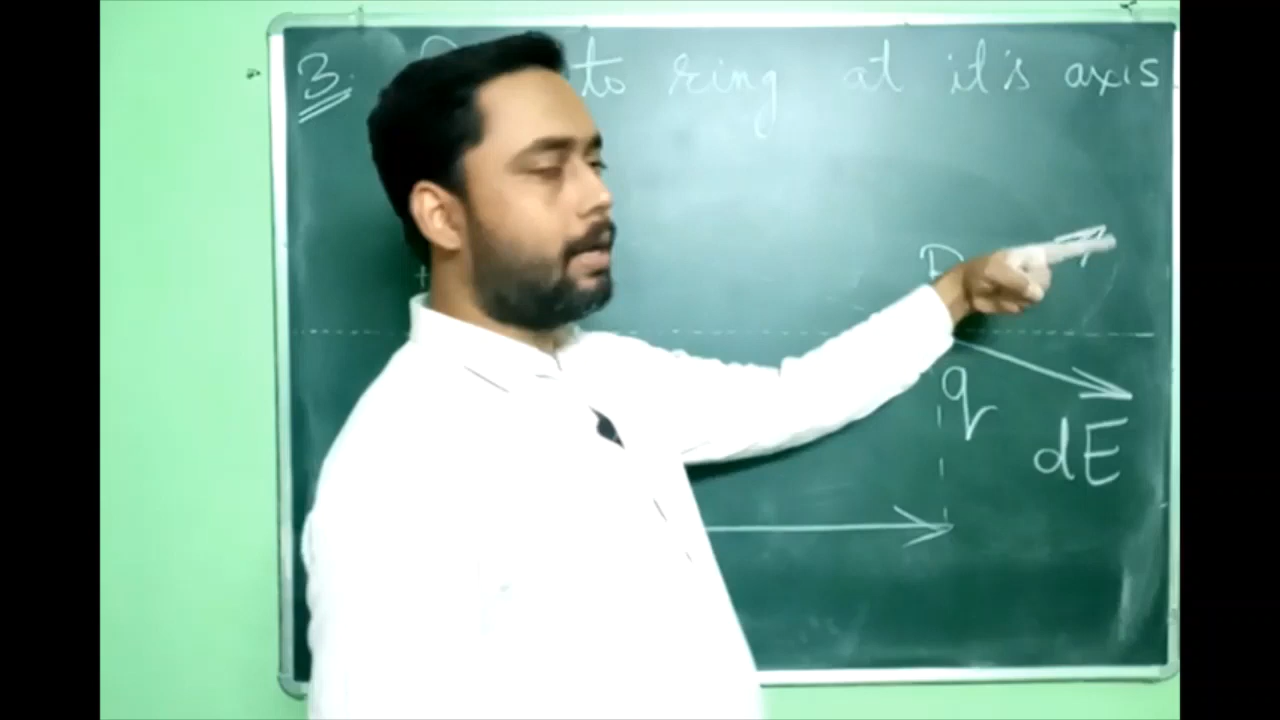 3. to ring at it's axis
+
q
dE